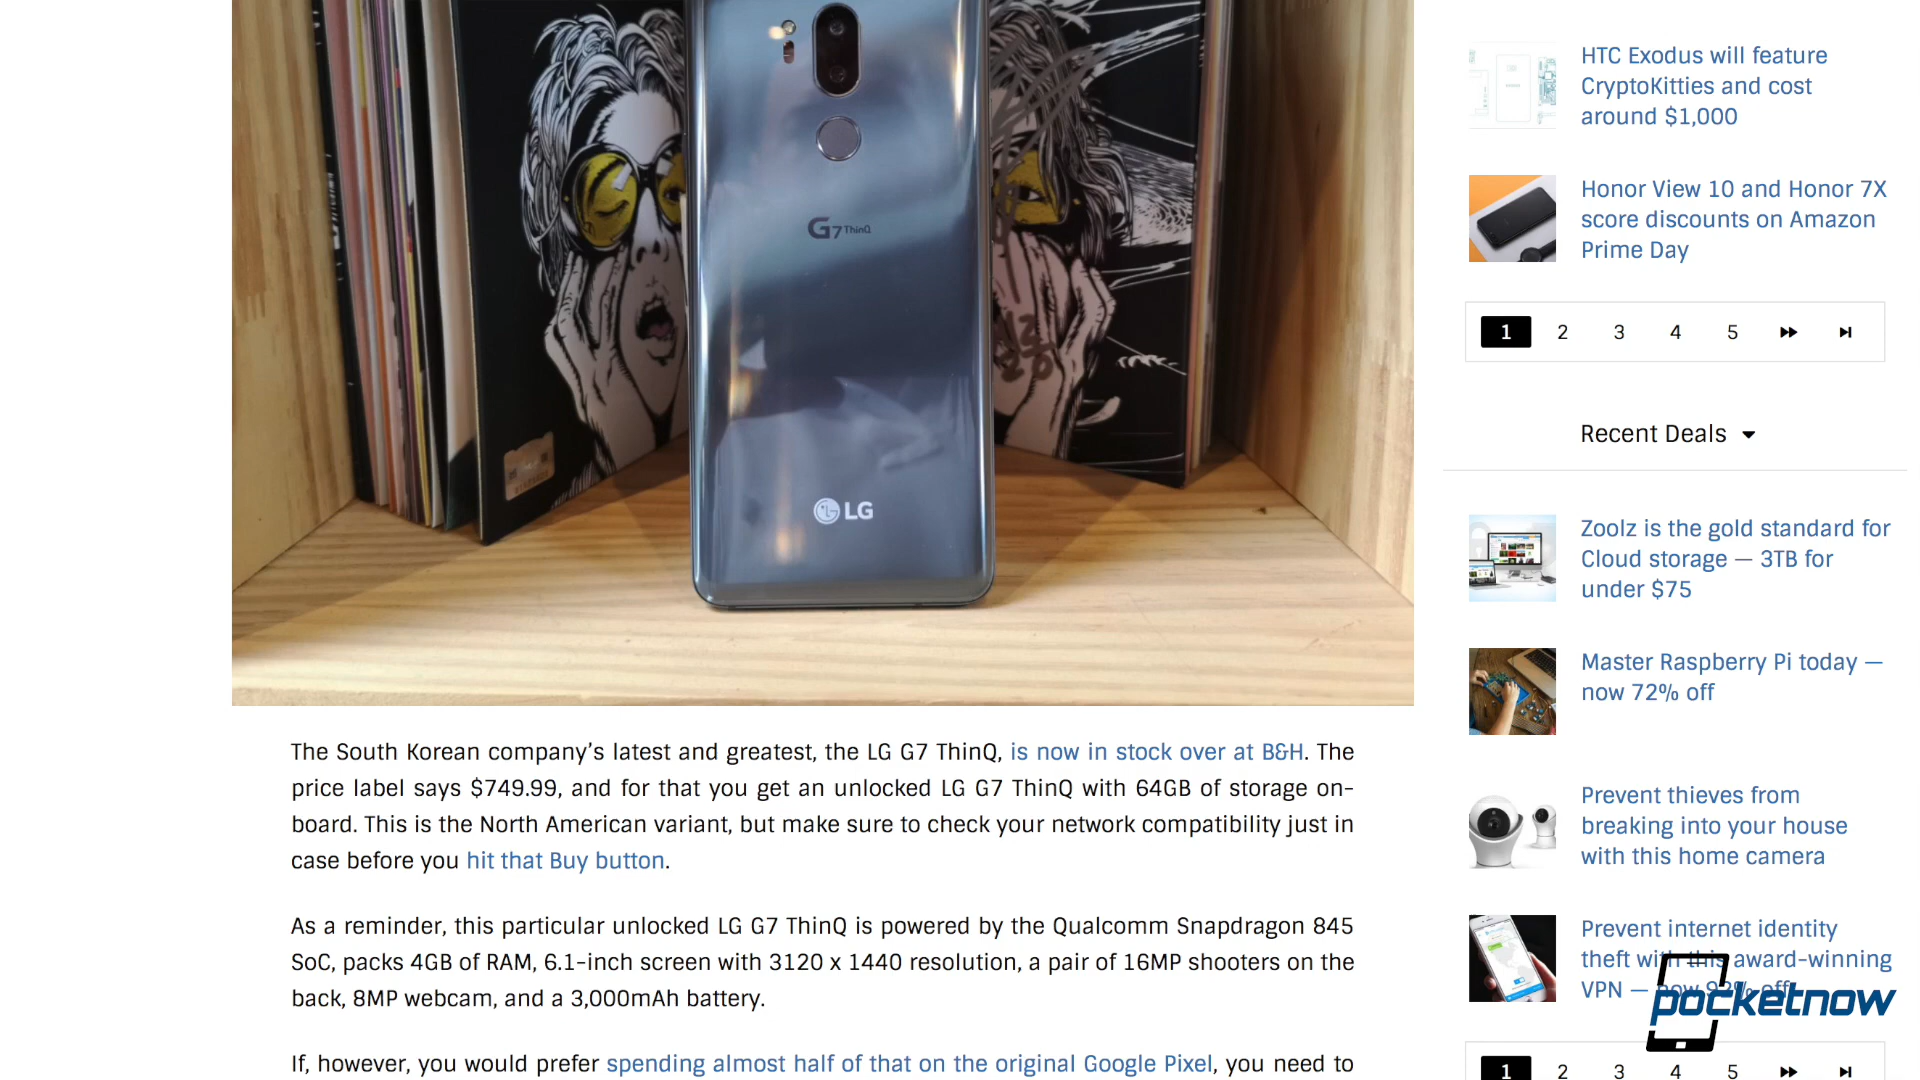 G7 ThinQ
LG
The South Korean company’s latest and greatest, the LG G7 ThinQ, is now in stock over at B&H. The
price label says $749.99, and for that you get an unlocked LG G7 ThinQ with 64GB of storage on-
board. This is the North American variant, but make sure to check your network compatibility just in
case before you hit that Buy button.
As a reminder, this particular unlocked LG G7 ThinQ is powered by the Qualcomm Snapdragon 845
SoC, packs 4GB of RAM, 6.1-inch screen with 3120 x 1440 resolution, a pair of 16MP shooters on the
back, 8MP webcam, and a 3,000mAh battery.
If, however, you would prefer spending almost half of that on the original Google Pixel, you need to
HTC Exodus will feature
CryptoKitties and cost
around $1,000
Honor View 10 and Honor 7X
score discounts on Amazon
Prime Day
1 2 3 4 5
Recent Deals
Zoolz is the gold standard for
Cloud storage — 3TB for
under $75
Master Raspberry Pi today —
now 72% off
Prevent thieves from
breaking into your house
with this home camera
Prevent internet identity
theft with this award-winning
VPN — now 93% off
pocketnow
1 2 3 4 5